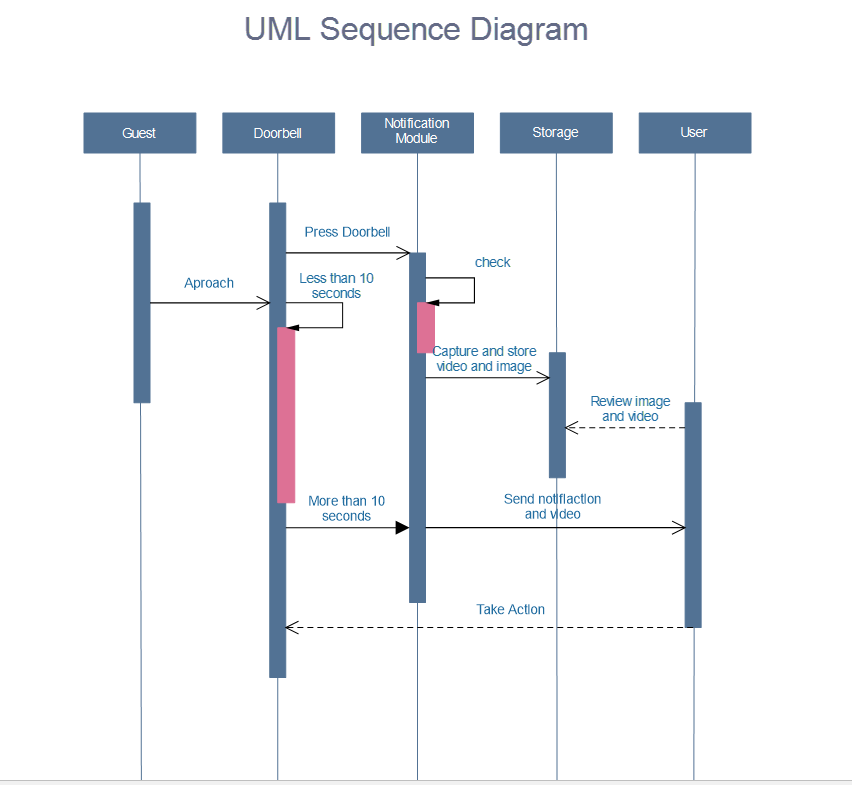 UML Sequence Diagram
Guest
Doorbell
Notification
Module
Storage
User
Press Doorbell
check
Aproach
Less than 10
seconds
Capture and store
video and image
Review image
and video
More than 10
seconds
Send notifiaction
and video
Take Action